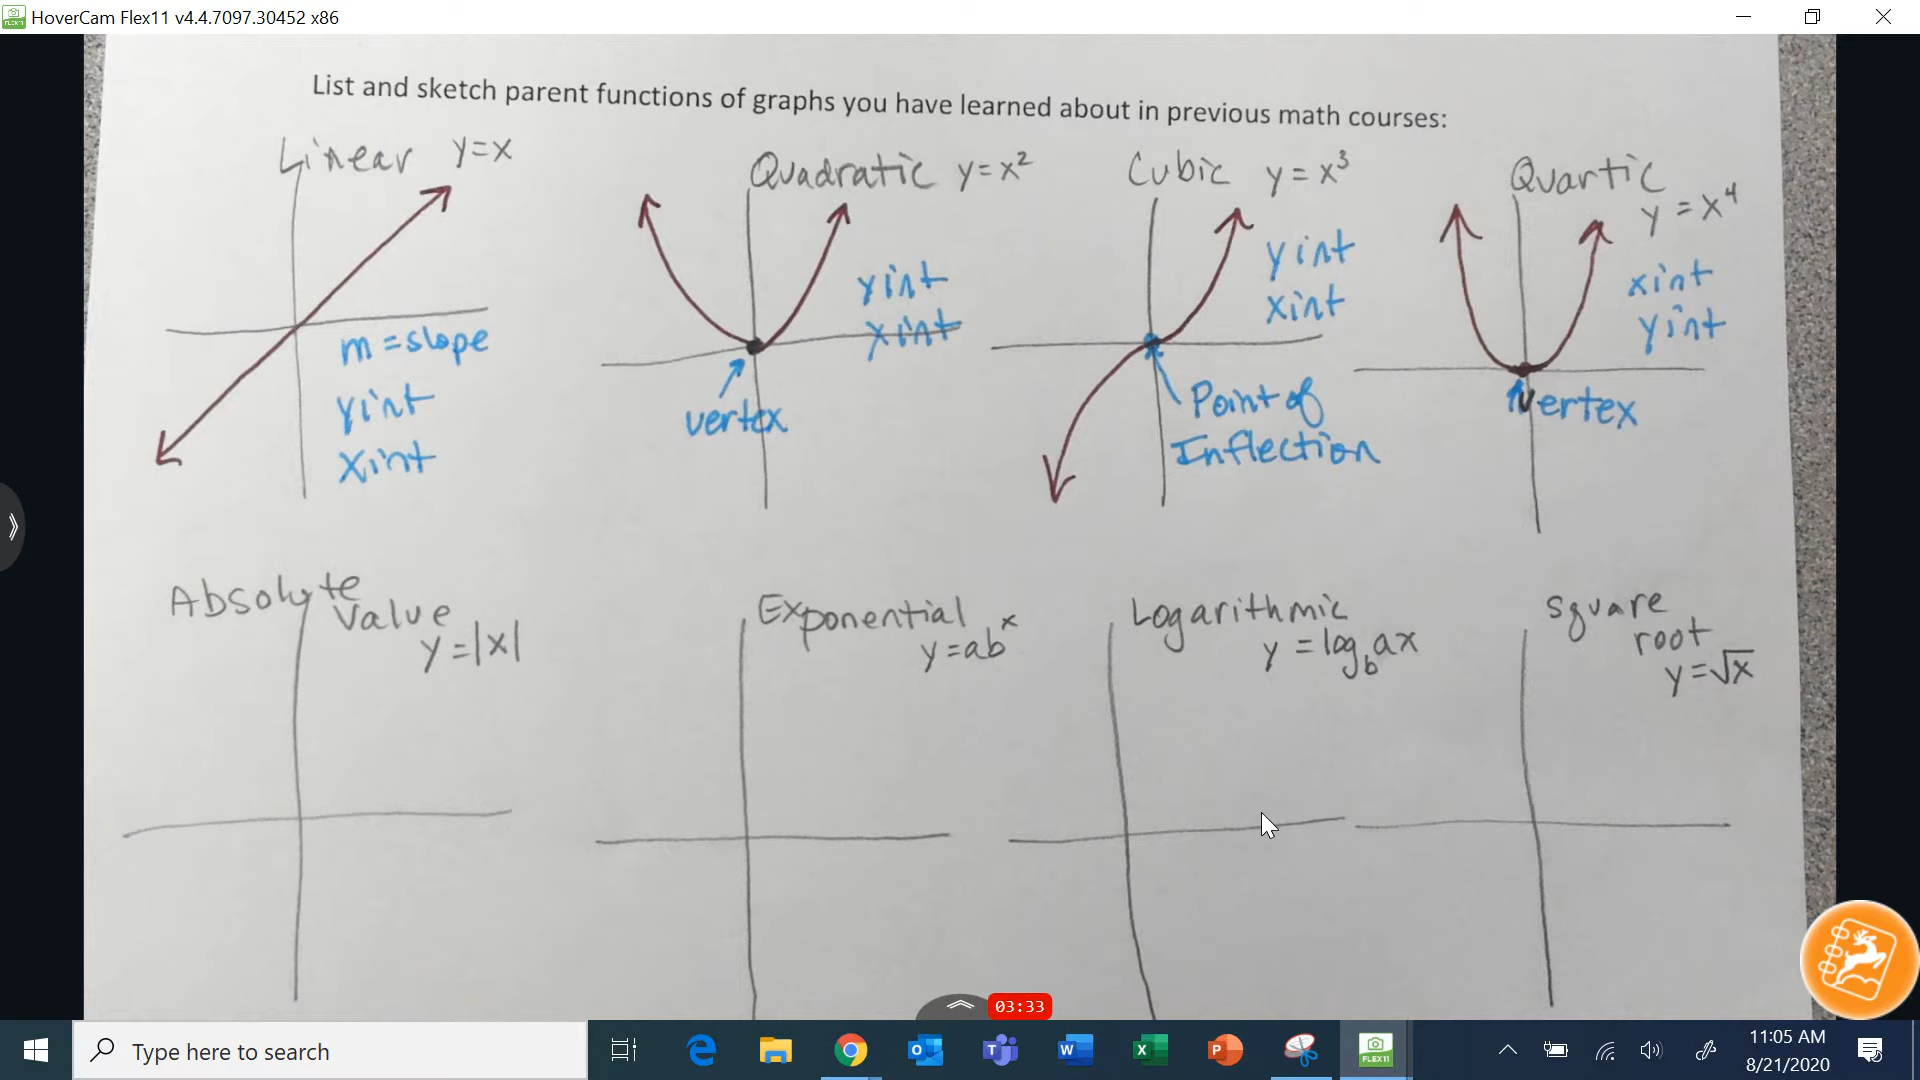 HoverCam Flex11 v4.4.7097.30452 x86
List and sketch parent functions of graphs you have learned about in previous math courses:
Linear y=x
m = slope
yint
xint
Quadratic y=x²
yint
xint
vertex
Cubic y=x³
yint
xint
Point of
Inflection
Quartic
y=x⁴
xint
yint
vertex
Absolute
Value
y=|x|
Exponential
y=abˣ
Logarithmic
y=log_b ax
Square
root
y=√x
03:33
Type here to search
FLEX11
11:05 AM
8/21/2020